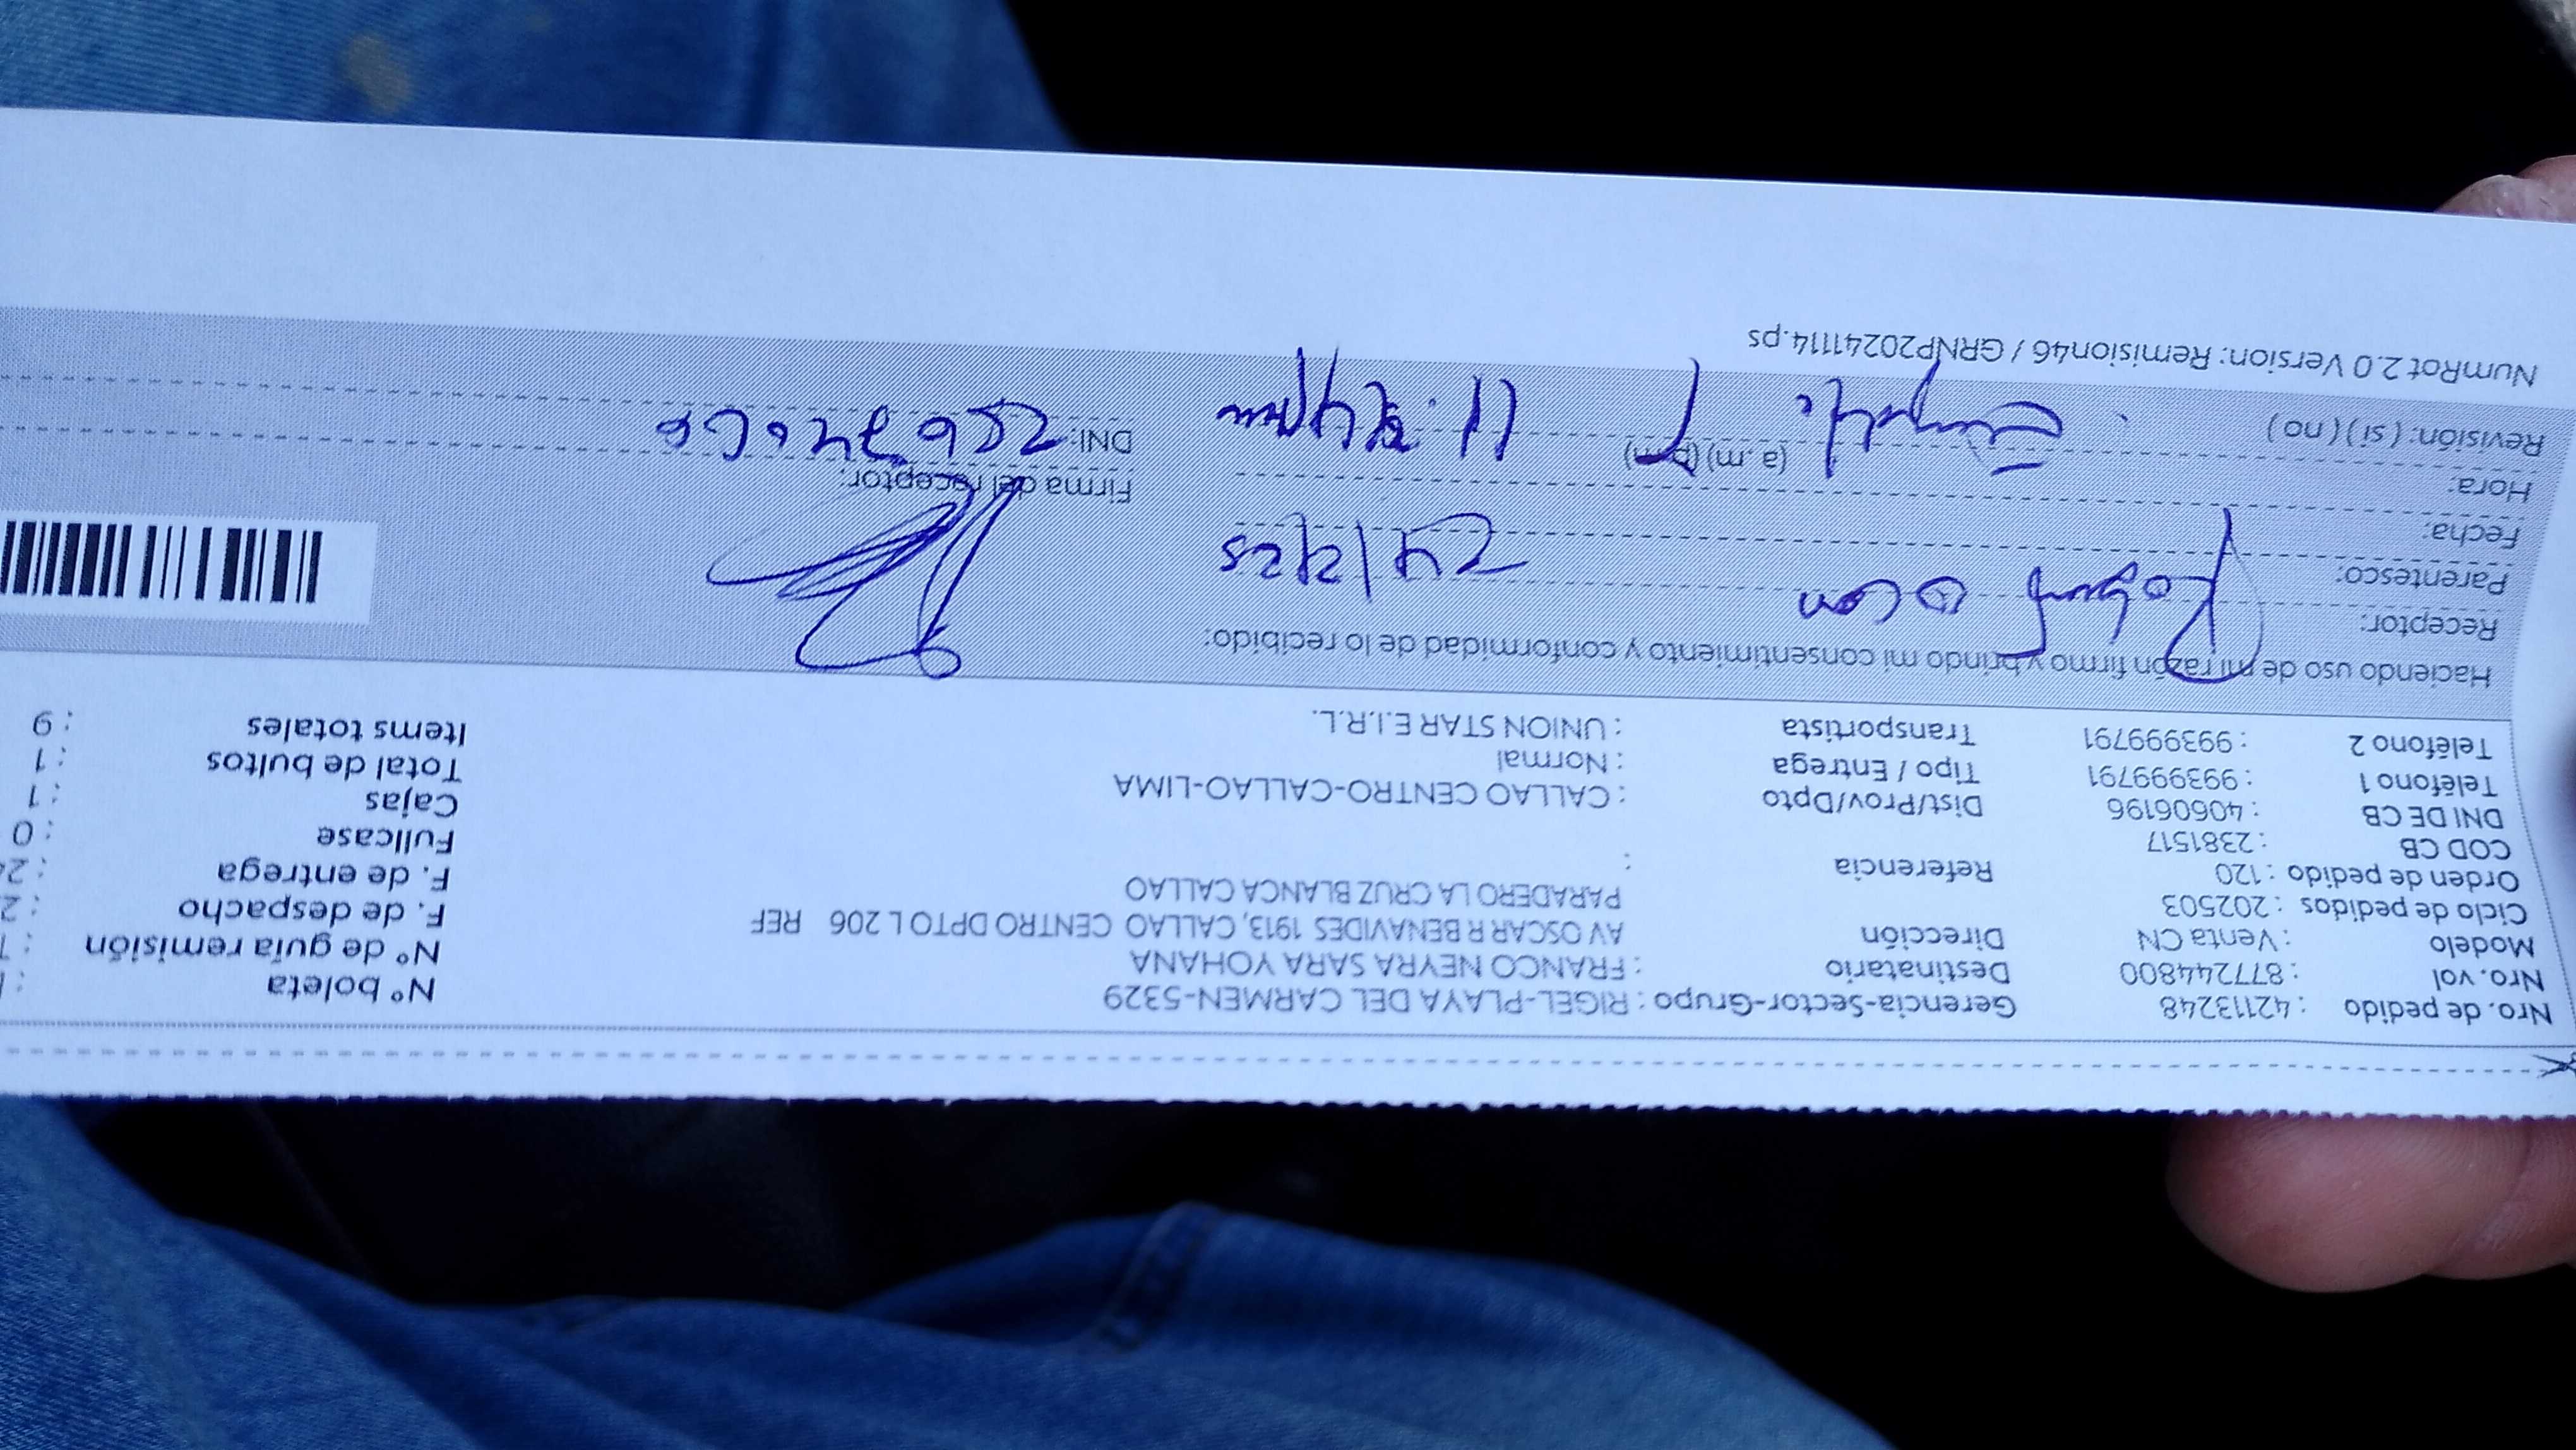 Nro. de pedido : 42113248 Gerencia-Sector-Grupo : RIGEL-PLAYA DEL CARMEN-5329 Nº boleta :
Nro. vol : 877244800 Destinatario : FRANCO NEYRA SARA YOHANA Nº de guía remisión :
Modelo : Venta CN Dirección AV OSCAR R BENAVIDES 1913, CALLAO CENTRO DPTO L 206 REF F. de despacho : 2
Ciclo de pedidos : 202503 PARADERO LA CRUZ BLANCA CALLAO F. de entrega : 24
Orden de pedido : 120 Referencia : Fullcase : 0
COD CB : 2381517 Cajas : 1
DNI DE CB : 40606196 Dist/Prov/Dpto : CALLAO CENTRO-CALLAO-LIMA Total de bultos : 1
Teléfono 1 : 993999791 Tipo / Entrega : Normal Items totales : 9
Teléfono 2 : 993999791 Transportista : UNION STAR E.I.R.L.
Haciendo uso de mi razón firmo y brindo mi consentimiento y conformidad de lo recibido:
Receptor:
Parentesco:
Fecha: 24/2/25
Hora: (a.m) (p.m) Firma del receptor:
Revisión: (si) (no) DNI:
NumRot 2.0 Version: Remision46 / GRNP20241114.ps